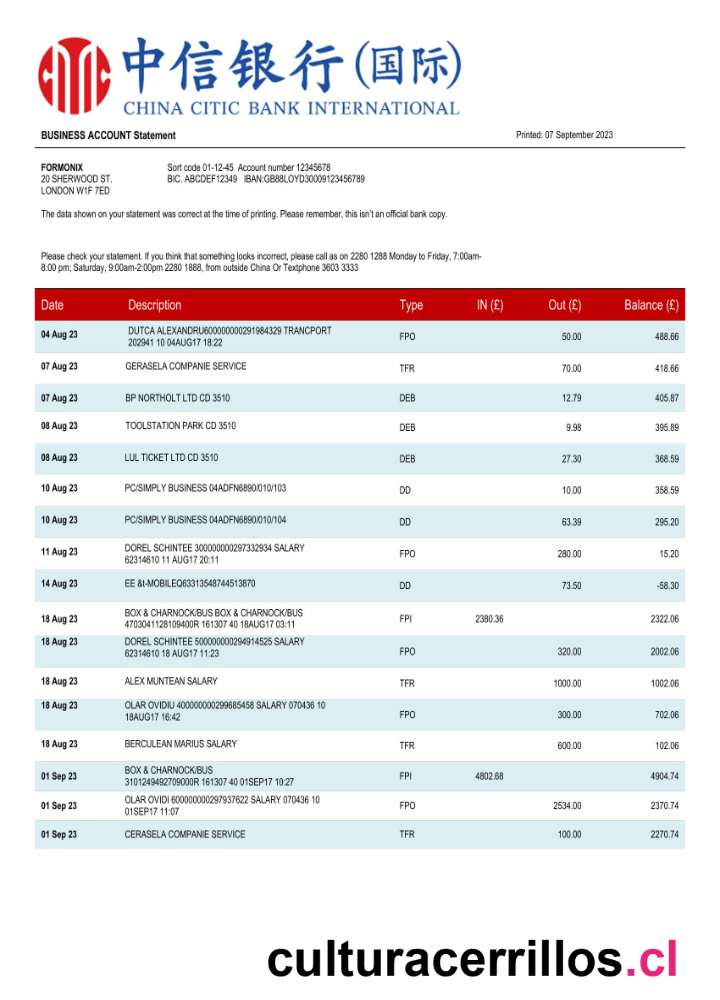 中信银行(国际)
CHINA CITIC BANK INTERNATIONAL
BUSINESS ACCOUNT Statement Printed: 07 September 2023
FORMONIX Sort code 01-12-45 Account number 12345678
20 SHERWOOD ST. BIC. ABCDEF12349 IBAN:GB88LOYD30009123456789
LONDON W1F 7ED
The data shown on your statement was correct at the time of printing. Please remember, this isn't an official bank copy.
Please check your statement. If you think that something looks incorrect, please call as on 2280 1288 Monday to Friday, 7:00am-
8:00 pm; Saturday, 9:00am-2:00pm 2280 1888, from outside China Or Textphone 3603 3333
Date Description Type IN (£) Out (£) Balance (£)
04 Aug 23 DUTCA ALEXANDRU600000000291984329 TRANCPORT
202941 10 04AUG17 18:22 FPO 50.00 488.66
07 Aug 23 GERASELA COMPANIE SERVICE TFR 70.00 418.66
07 Aug 23 BP NORTHOLT LTD CD 3510 DEB 12.79 405.87
08 Aug 23 TOOLSTATION PARK CD 3510 DEB 9.98 395.89
08 Aug 23 LUL TICKET LTD CD 3510 DEB 27.30 368.59
10 Aug 23 PC/SIMPLY BUSINESS 04ADFN6890/010/103 DD 10.00 358.59
10 Aug 23 PC/SIMPLY BUSINESS 04ADFN6890/010/104 DD 63.39 295.20
11 Aug 23 DOREL SCHINTEE 300000000297332934 SALARY
62314610 11 AUG17 20:11 FPO 280.00 15.20
14 Aug 23 EE &t-MOBILEQ63313548744513870 DD 73.50 -58.30
18 Aug 23 BOX & CHARNOCK/BUS BOX & CHARNOCK/BUS
4703041128109400R 161307 40 18AUG17 03:11 FPI 2380.36 2322.06
18 Aug 23 DOREL SCHINTEE 500000000294914525 SALARY
62314610 18 AUG17 11:23 FPO 320.00 2002.06
18 Aug 23 ALEX MUNTEAN SALARY TFR 1000.00 1002.06
18 Aug 23 OLAR OVIDIU 400000000299685458 SALARY 070436 10
18AUG17 16:42 FPO 300.00 702.06
18 Aug 23 BERCULEAN MARIUS SALARY TFR 600.00 102.06
01 Sep 23 BOX & CHARNOCK/BUS
3101249492709000R 161307 40 01SEP17 10:27 FPI 4802.68 4904.74
01 Sep 23 OLAR OVIDI 600000000297937622 SALARY 070436 10
01SEP17 11:07 FPO 2534.00 2370.74
01 Sep 23 CERASELA COMPANIE SERVICE TFR 100.00 2270.74
culturacerrillos.cl